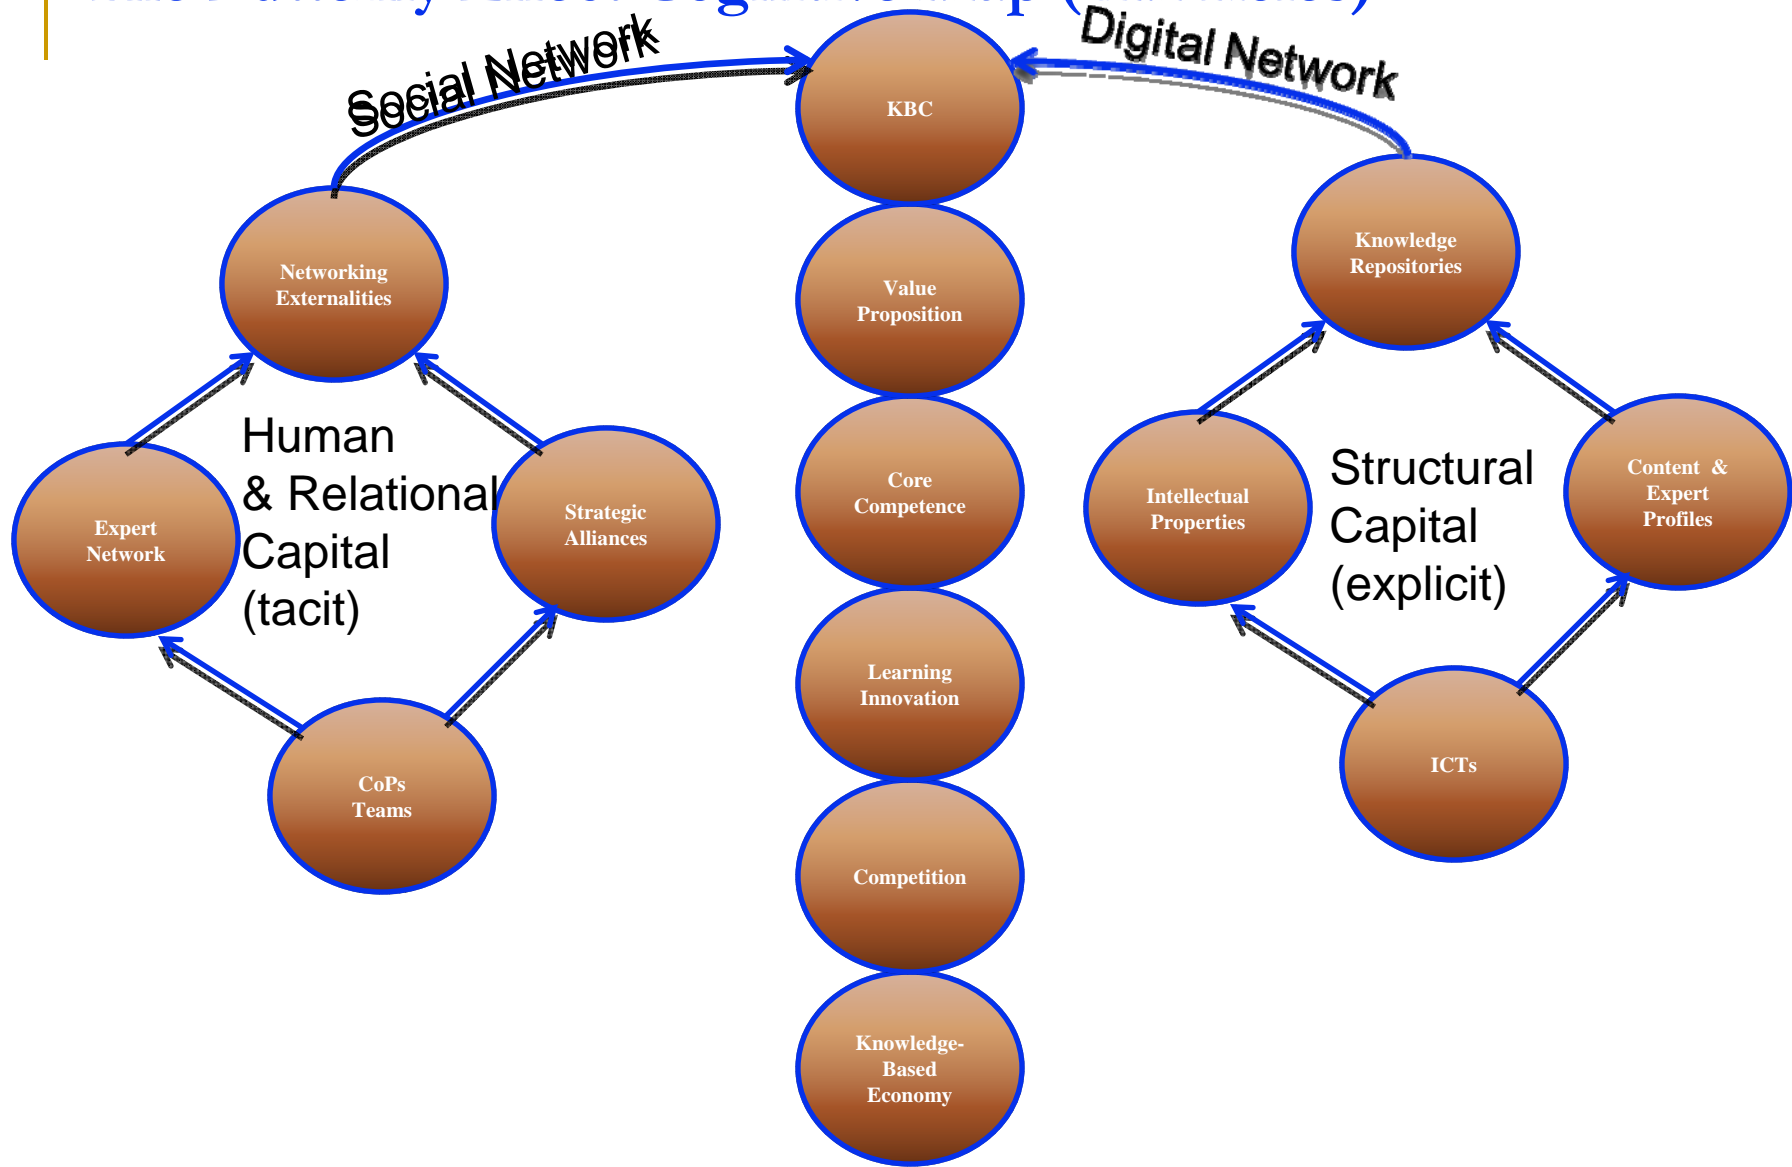 Social Network
Digital Network
KBC
Networking
Externalities
Knowledge
Repositories
Value
Proposition
Human
& Relational
Capital
(tacit)
Expert
Network
Strategic
Alliances
Core
Competence
Intellectual
Properties
Structural
Capital
(explicit)
Content &
Expert
Profiles
Learning
Innovation
CoPs
Teams
ICTs
Competition
Knowledge-
Based
Economy